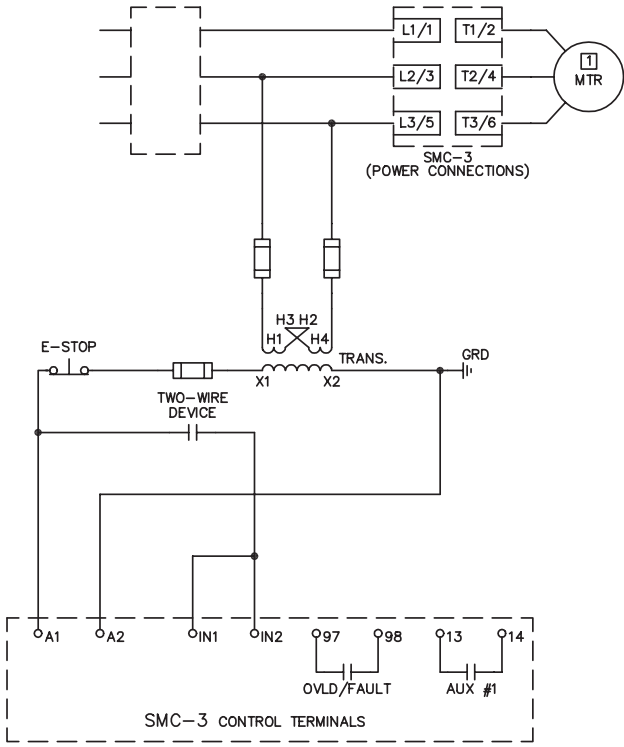 L1/1 T1/2
1
MTR
L2/3 T2/4
L3/5 T3/6
SMC-3
(POWER CONNECTIONS)
H3 H2
H1 H4
E-STOP
TRANS.
GRD
X1 X2
TWO-WIRE
DEVICE
A1 A2 IN1 IN2 97 98 13 14
OVLD/FAULT AUX #1
SMC-3 CONTROL TERMINALS